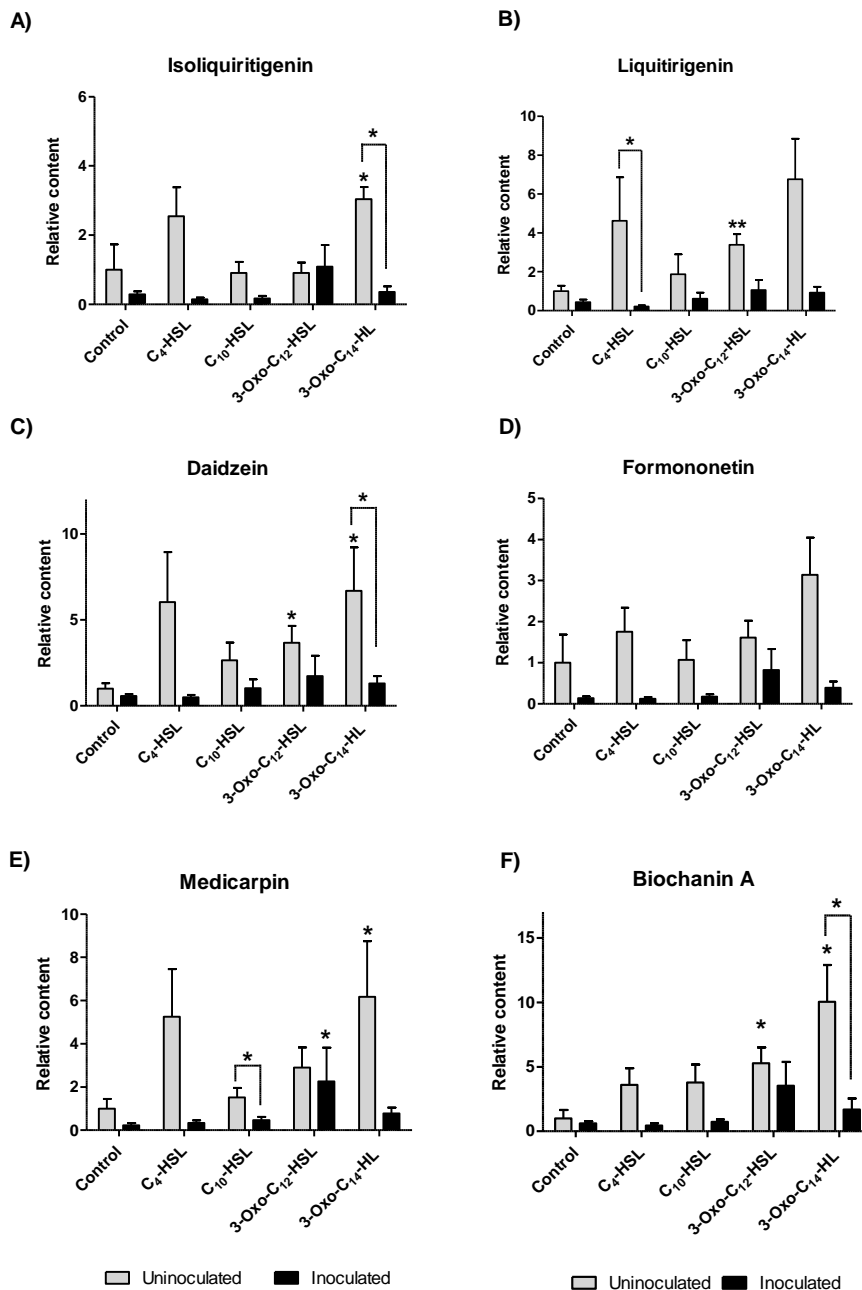 A)
Isoliquiritigenin
Relative content
6
4
2
0
*
*
Control
C₄-HSL
C₁₀-HSL
3-Oxo-C₁₂-HSL
3-Oxo-C₁₄-HL
B)
Liquitirigenin
Relative content
10
8
6
4
2
0
*
**
Control
C₄-HSL
C₁₀-HSL
3-Oxo-C₁₂-HSL
3-Oxo-C₁₄-HL
C)
Daidzein
Relative content
10
5
0
*
*
*
Control
C₄-HSL
C₁₀-HSL
3-Oxo-C₁₂-HSL
3-Oxo-C₁₄-HL
D)
Formononetin
Relative content
5
4
3
2
1
0
Control
C₄-HSL
C₁₀-HSL
3-Oxo-C₁₂-HSL
3-Oxo-C₁₄-HL
E)
Medicarpin
Relative content
10
8
6
4
2
0
*
*
*
Control
C₄-HSL
C₁₀-HSL
3-Oxo-C₁₂-HSL
3-Oxo-C₁₄-HL
Uninoculated Inoculated
F)
Biochanin A
Relative content
15
10
5
0
*
*
*
Control
C₄-HSL
C₁₀-HSL
3-Oxo-C₁₂-HSL
3-Oxo-C₁₄-HL
Uninoculated Inoculated